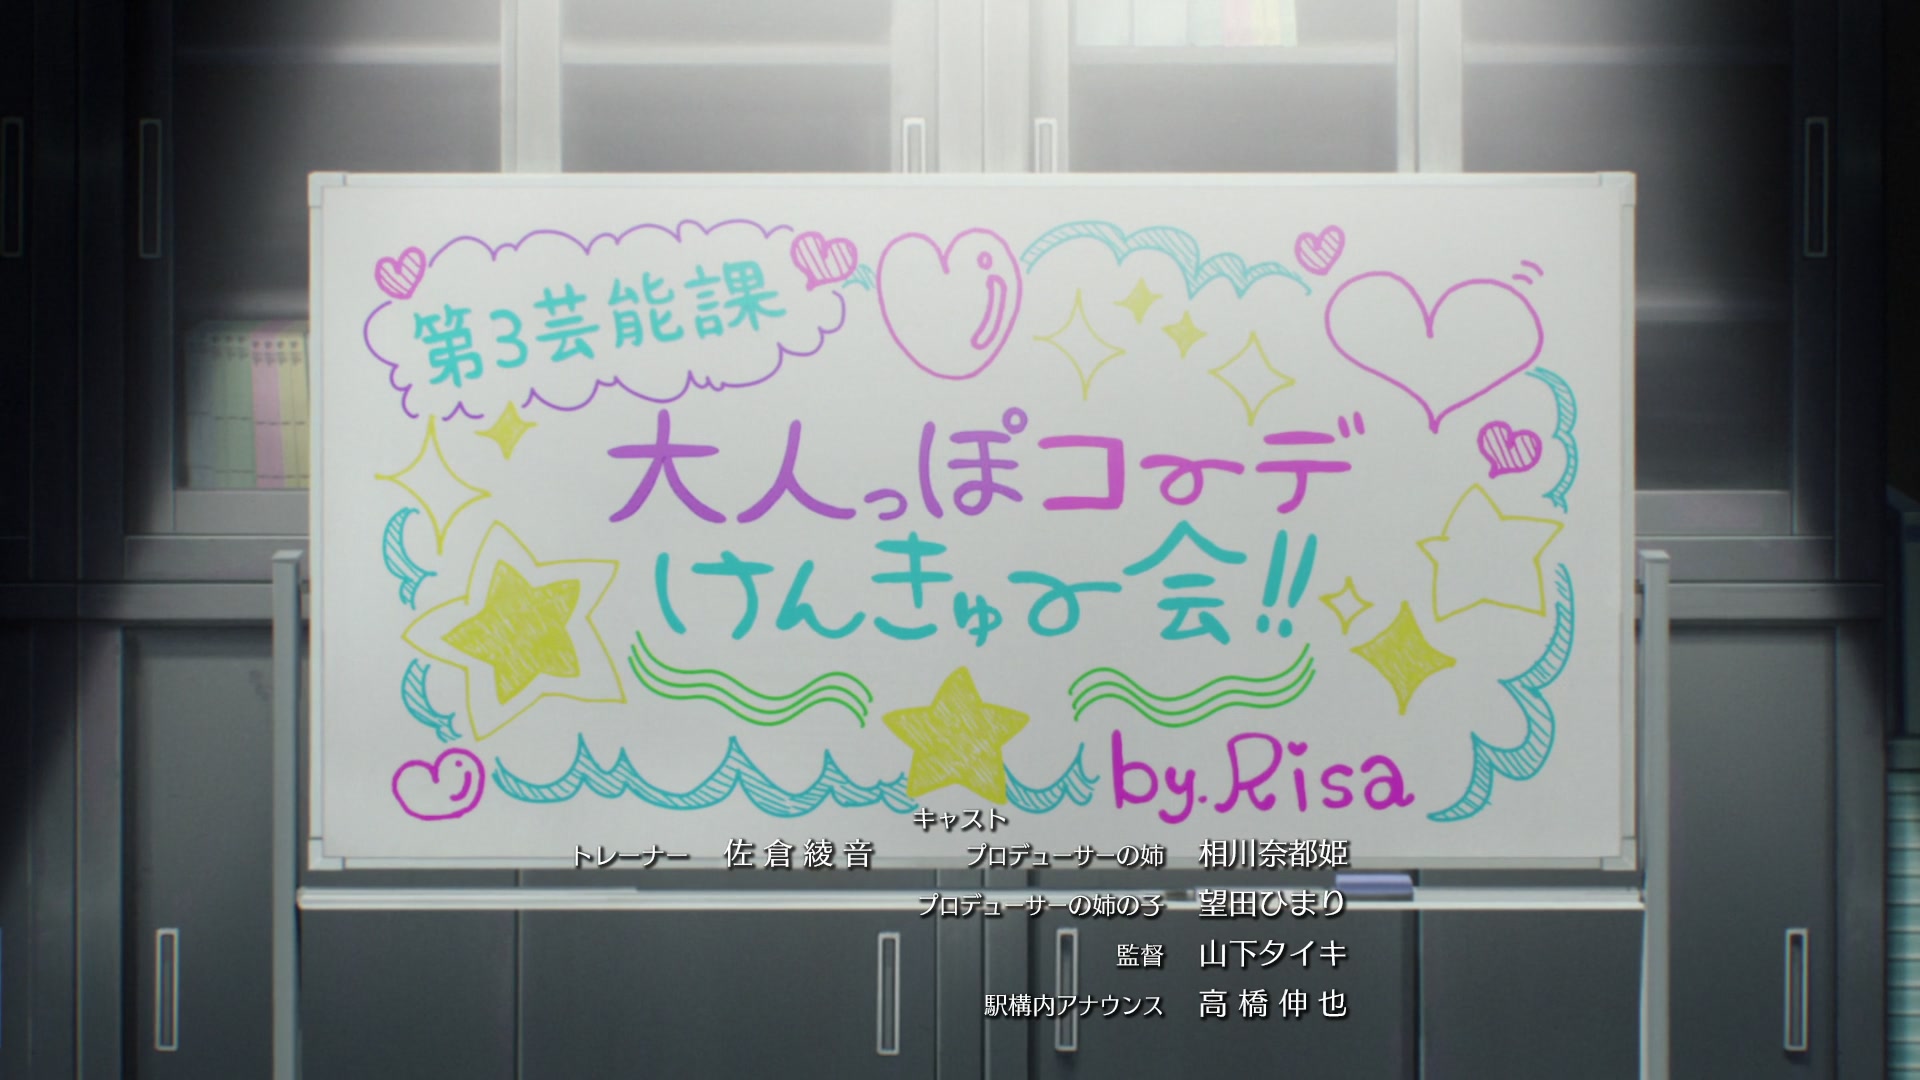 第3芸能課
大人っぽコーデ
けんきゅー会!!
by.Risa
キャスト
トレーナー 佐倉綾音 プロデューサーの姉 相川奈都姫
プロデューサーの姉の子 望田ひまり
監督 山下タイキ
駅構内アナウンス 高橋伸也